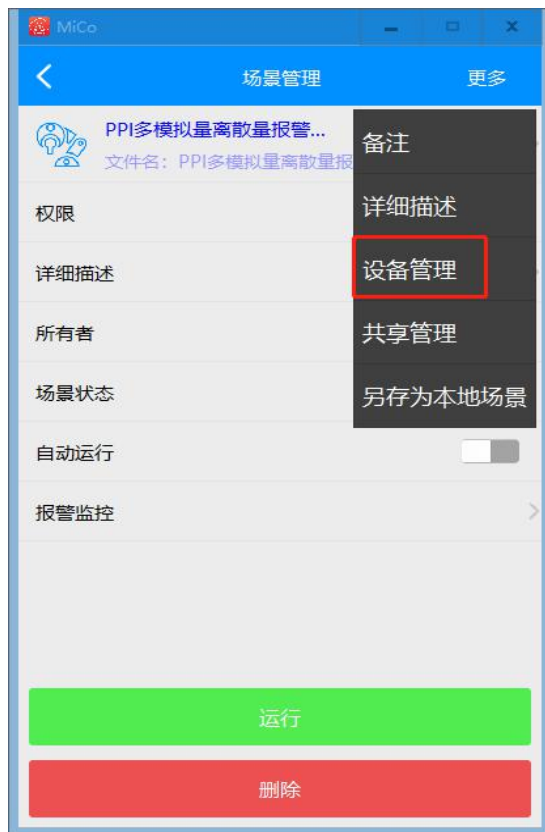 MiCo
场景管理
更多
PPI多模拟量离散量报警...
文件名：PPI多模拟量离散量报
备注
详细描述
设备管理
共享管理
另存为本地场景
权限
详细描述
所有者
场景状态
自动运行
报警监控
运行
删除